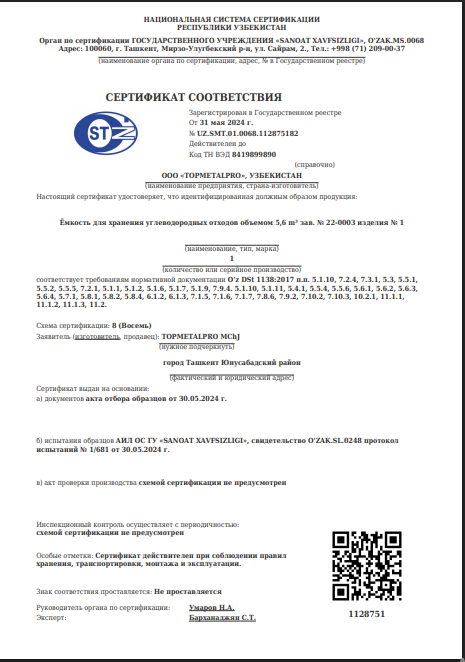 НАЦИОНАЛЬНАЯ СИСТЕМА СЕРТИФИКАЦИИ
РЕСПУБЛИКИ УЗБЕКИСТАН
Орган по сертификации ГОСУДАРСТВЕННОГО УЧРЕЖДЕНИЯ «SANOAT XAVFSIZLIGI», O'ZAK.MS.0068
Адрес: 100060, г. Ташкент, Мирзо-Улугбекский р-н, ул. Сайрам, 2., Тел.: +998 (71) 209-00-37
(наименование органа по сертификации, адрес, № в Государственном реестре)
СЕРТИФИКАТ СООТВЕТСТВИЯ
ST
Зарегистрирован в Государственном реестре
От 31 мая 2024 г.
№ UZ.SMT.01.0068.112875182
Действителен до
Код ТН ВЭД 8419899890
(справочно)
ООО «TOPMETALPRO», УЗБЕКИСТАН
(наименование предприятия, страна-изготовитель)
Настоящий сертификат удостоверяет, что идентифицированная должным образом продукция:
Ёмкость для хранения углеводородных отходов объемом 5,6 m³ зав. № 22-0003 изделия № 1
(наименование, тип, марка)
1
(количество или серийное производство)
соответствует требованиям нормативной документации O'z DSt 1138:2017 п.п. 5.1.10, 7.2.4, 7.3.1, 5.3, 5.5.1,
5.5.2, 5.5.5, 7.2.1, 5.1.1, 5.1.2, 5.1.6, 5.1.7, 5.1.9, 7.9.4. 5.1.10, 5.1.11, 5.4.1, 5.5.4, 5.5.6, 5.6.1, 5.6.2, 5.6.3,
5.6.4, 5.7.1, 5.8.1, 5.8.2, 5.8.4, 6.1.2, 6.1.3, 7.1.5, 7.1.6, 7.1.7, 7.8.6, 7.9.2, 7.10.2, 7.10.3, 10.2.1, 11.1.1,
11.1.2, 11.1.3, 11.2.
Схема сертификации: 8 (Восемь)
Заявитель (изготовитель, продавец): TOPMETALPRO MChJ
(нужное подчеркнуть)
город Ташкент Юнусабадский район
(фактический и юридический адрес)
Сертификат выдан на основании:
а) документов акта отбора образцов от 30.05.2024 г.
б) испытания образцов АИЛ ОС ГУ «SANOAT XAVFSIZLIGI», свидетельство O'ZAK.SL.0248 протокол
испытаний № 1/681 от 30.05.2024 г.
в) акт проверки производства схемой сертификации не предусмотрен
Инспекционный контроль осуществляет с периодичностью:
схемой сертификации не предусмотрен
Особые отметки: Сертификат действителен при соблюдении правил
хранения, транспортировки, монтажа и эксплуатации.
Знак соответствия проставляется: Не проставляется
Руководитель органа по сертификации: Умаров Н.А.
Эксперт: Барханаджян С.Т.
1128751